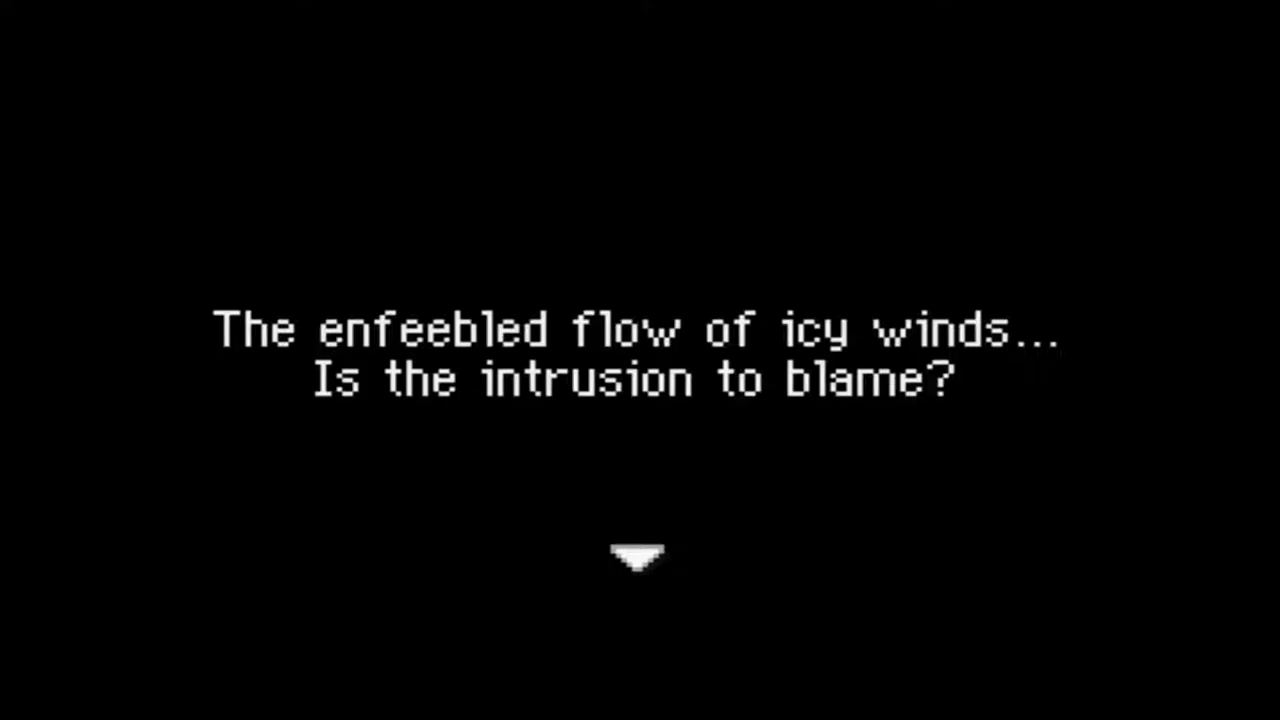 The enfeebled flow of icy winds...
Is the intrusion to blame?